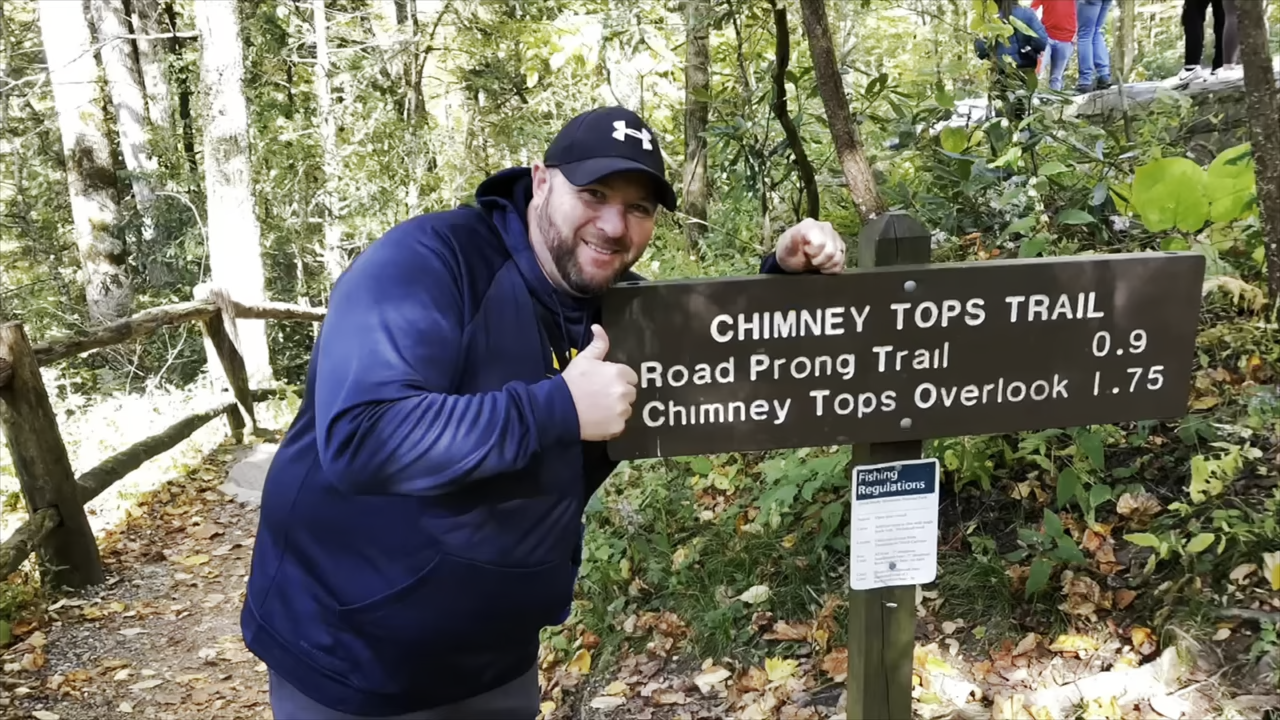 CHIMNEY TOPS TRAIL
Road Prong Trail 0.9
Chimney Tops Overlook 1.75
Fishing
Regulations